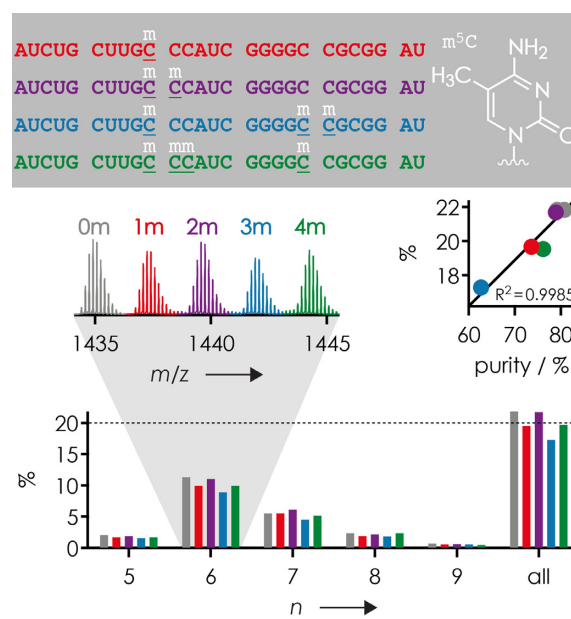 m
AUCUG CUUGC CCAUC GGGGC CGCGG AU
m m
AUCUG CUUGC CCAUC GGGGC CGCGG AU
m m m
AUCUG CUUGC CCAUC GGGGC CGCGG AU
m mm m
AUCUG CUUGC CCAUC GGGGC CGCGG AU
m⁵C
NH₂
H₃C
N
N
O
0m 1m 2m 3m 4m
1435 1440 1445
m/z
22
20
18
%
R²=0.9985
60 70 80
purity / %
20
15
10
5
0
%
5 6 7 8 9 all
n